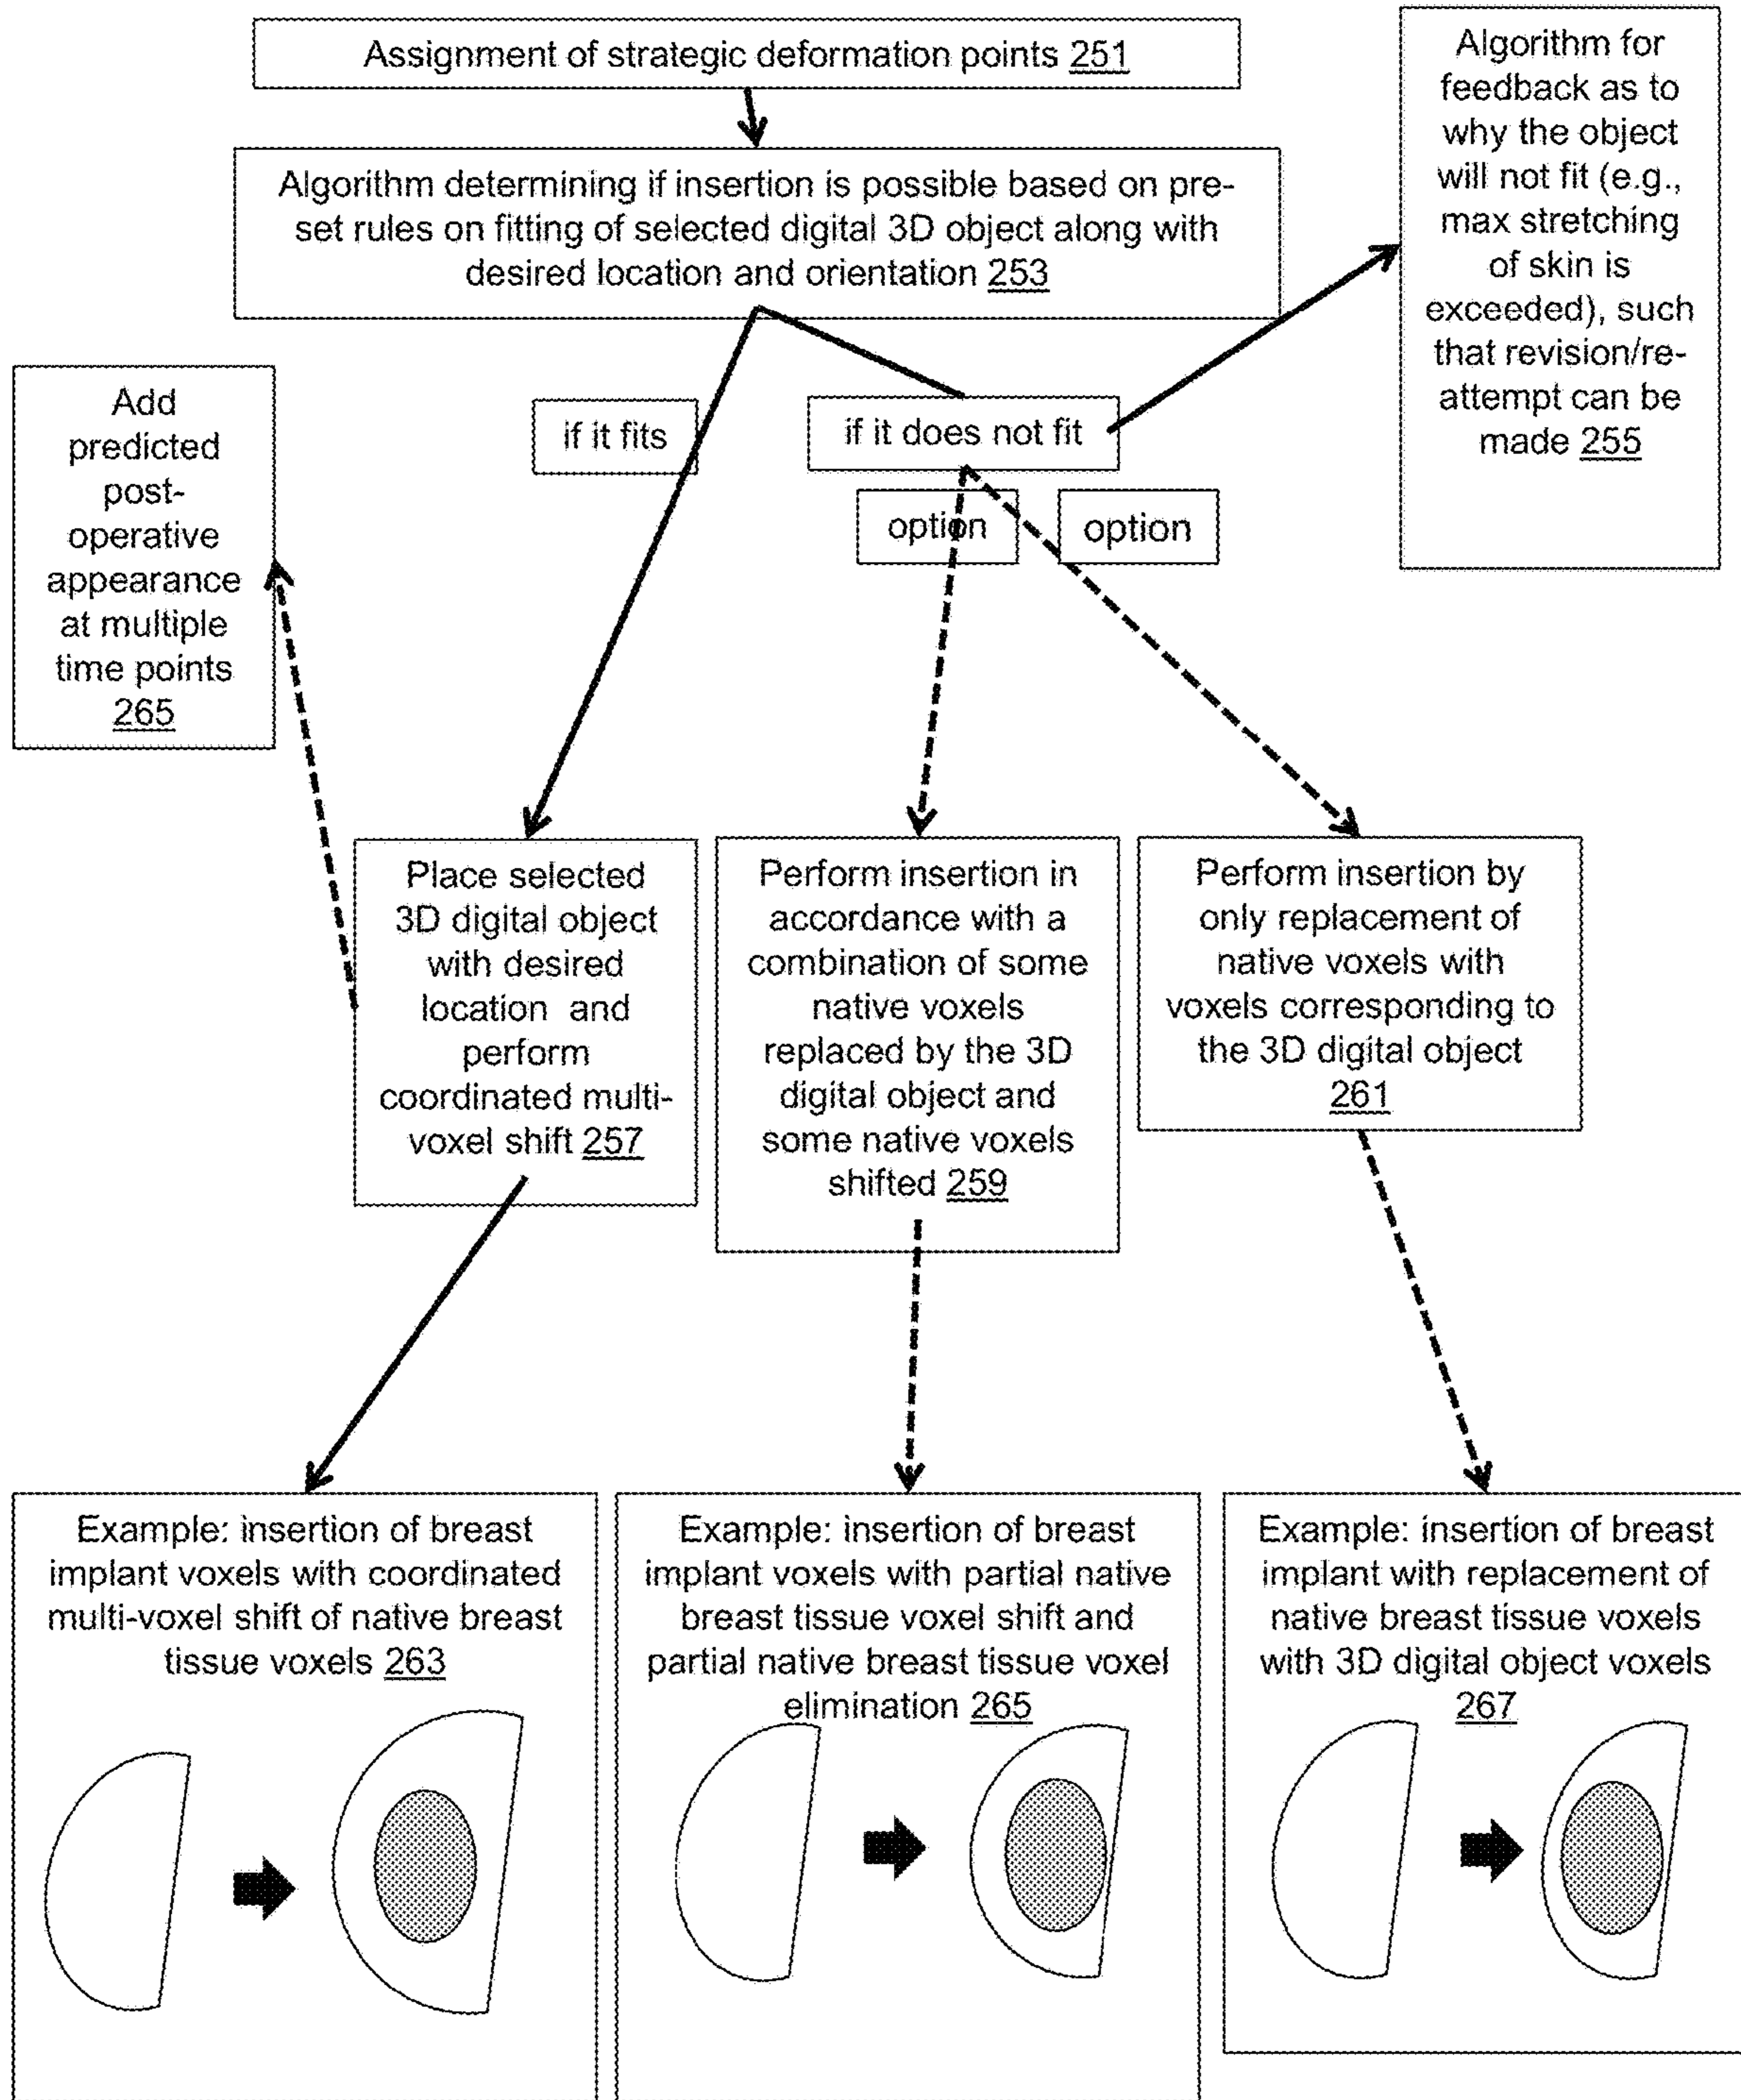 Assignment of strategic deformation points 251
Algorithm for
feedback as to
why the object
will not fit (e.g.,
max stretching
of skin is
exceeded), such
that revision/re-
attempt can be
made 255
Algorithm determining if insertion is possible based on pre-
set rules on fitting of selected digital 3D object along with
desired location and orientation 253
Add
predicted
post-
operative
appearance
at multiple
time points
265
if it fits
if it does not fit
option
option
Place selected
3D digital object
with desired
location and
perform
coordinated multi-
voxel shift 257
Perform insertion in
accordance with a
combination of some
native voxels
replaced by the 3D
digital object and
some native voxels
shifted 259
Perform insertion by
only replacement of
native voxels with
voxels corresponding to
the 3D digital object
261
Example: insertion of breast
implant voxels with coordinated
multi-voxel shift of native breast
tissue voxels 263
Example: insertion of breast
implant voxels with partial native
breast tissue voxel shift and
partial native breast tissue voxel
elimination 265
Example: insertion of breast
implant with replacement of
native breast tissue voxels
with 3D digital object voxels
267